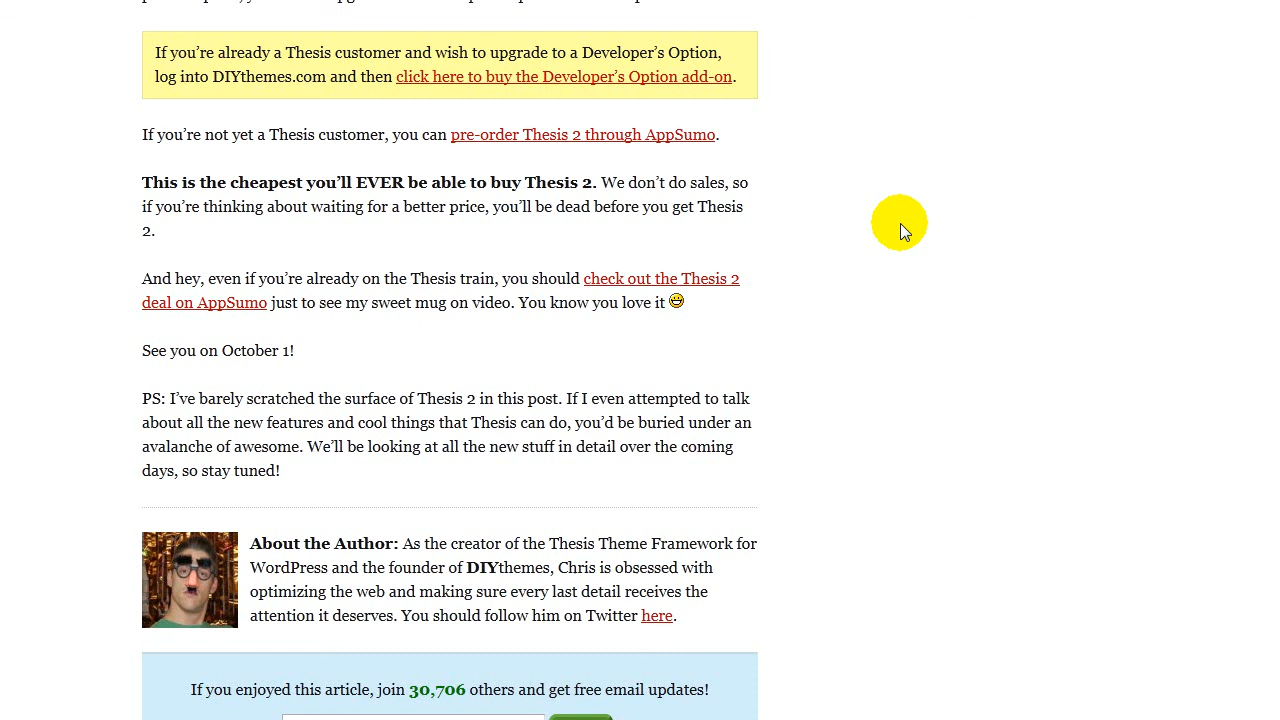 If you’re already a Thesis customer and wish to upgrade to a Developer’s Option,
log into DIYthemes.com and then click here to buy the Developer’s Option add-on.
If you’re not yet a Thesis customer, you can pre-order Thesis 2 through AppSumo.
This is the cheapest you’ll EVER be able to buy Thesis 2. We don’t do sales, so
if you’re thinking about waiting for a better price, you’ll be dead before you get Thesis
2.
And hey, even if you’re already on the Thesis train, you should check out the Thesis 2
deal on AppSumo just to see my sweet mug on video. You know you love it
See you on October 1!
PS: I’ve barely scratched the surface of Thesis 2 in this post. If I even attempted to talk
about all the new features and cool things that Thesis can do, you’d be buried under an
avalanche of awesome. We’ll be looking at all the new stuff in detail over the coming
days, so stay tuned!
About the Author: As the creator of the Thesis Theme Framework for
WordPress and the founder of DIYthemes, Chris is obsessed with
optimizing the web and making sure every last detail receives the
attention it deserves. You should follow him on Twitter here.
If you enjoyed this article, join 30,706 others and get free email updates!